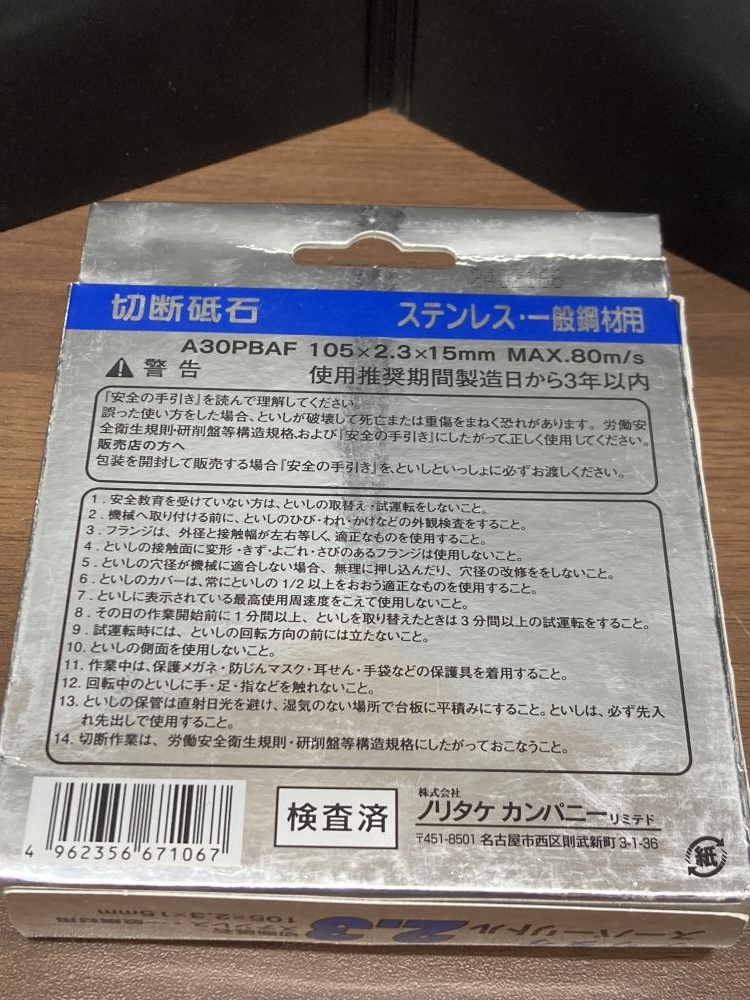 切断砥石 ステンレス・一般鋼材用
A30PBAF 105×2.3×15mm MAX.80m/s
警告 使用推奨期間製造日から3年以内
『安全の手引き』を読んで理解してください。
誤った使い方をした場合、といしが破壊して死亡または重傷をまねく恐れがあります。労働安
全衛生規則・研削盤等構造規格、および『安全の手引き』にしたがって、正しく使用してください。
販売店の方へ
包装を開封して販売する場合『安全の手引き』を、といしといっしょに必ずお渡しください。
1. 安全教育を受けていない方は、といしの取替え・試運転をしないこと。
2. 機械へ取り付ける前に、といしのひび・われ・かけなどの外観検査をすること。
3. フランジは、外径と接触幅が左右等しく、適正なものを使用すること。
4. といしの接触面に変形・きず・よごれ・さびのあるフランジは使用しないこと。
5. といしの穴径が機械に適合しない場合、無理に押し込んだり、穴径の改修ををしないこと。
6. といしのカバーは、常にといしの1/2以上をおおう適正なものを使用すること。
7. といしに表示されている最高使用周速度をこえて使用しないこと。
8. その日の作業開始前に1分間以上、といしを取り替えたときは3分間以上の試運転をすること。
9. 試運転時には、といしの回転方向の前には立たないこと。
10. といしの側面を使用しないこと。
11. 作業中は、保護メガネ・防じんマスク・耳せん・手袋などの保護具を着用すること。
12. 回転中のといしに手・足・指などを触れないこと。
13. といしの保管は直射日光を避け、湿気のない場所で台板に平積みにすること。といしは、必ず先入
れ先出しで使用すること。
14. 切断作業は、労働安全衛生規則・研削盤等構造規格にしたがっておこなうこと。
4 962356 671067
検査済
株式会社
ノリタケ カンパニー リミテド
〒451-8501 名古屋市西区則武新町3-1-36
紙
スーパーリトル 2.3
切断砥石
ステンレス・一般鋼材用
105×2.3×15mm